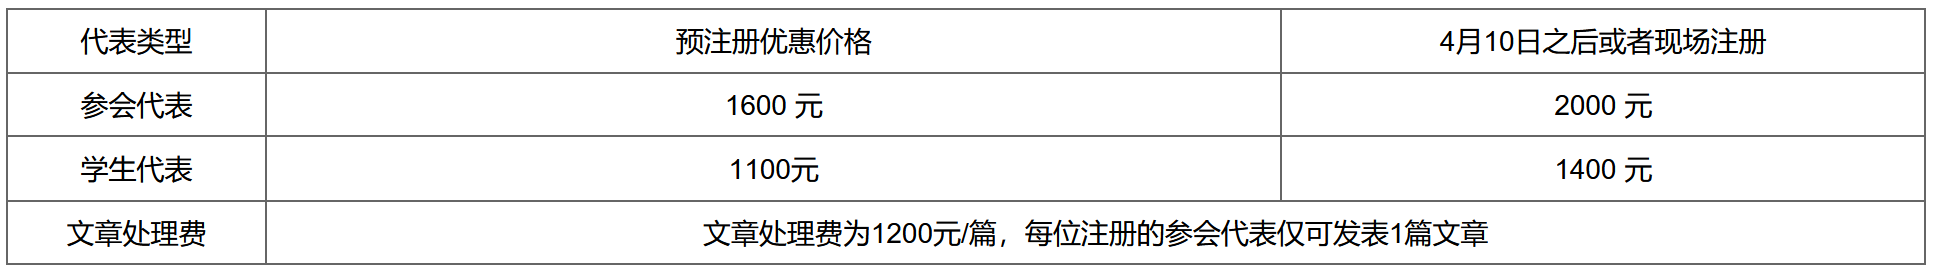 代表类型 预注册优惠价格 4月10日之后或者现场注册
参会代表 1600 元 2000 元
学生代表 1100元 1400 元
文章处理费 文章处理费为1200元/篇，每位注册的参会代表仅可发表1篇文章